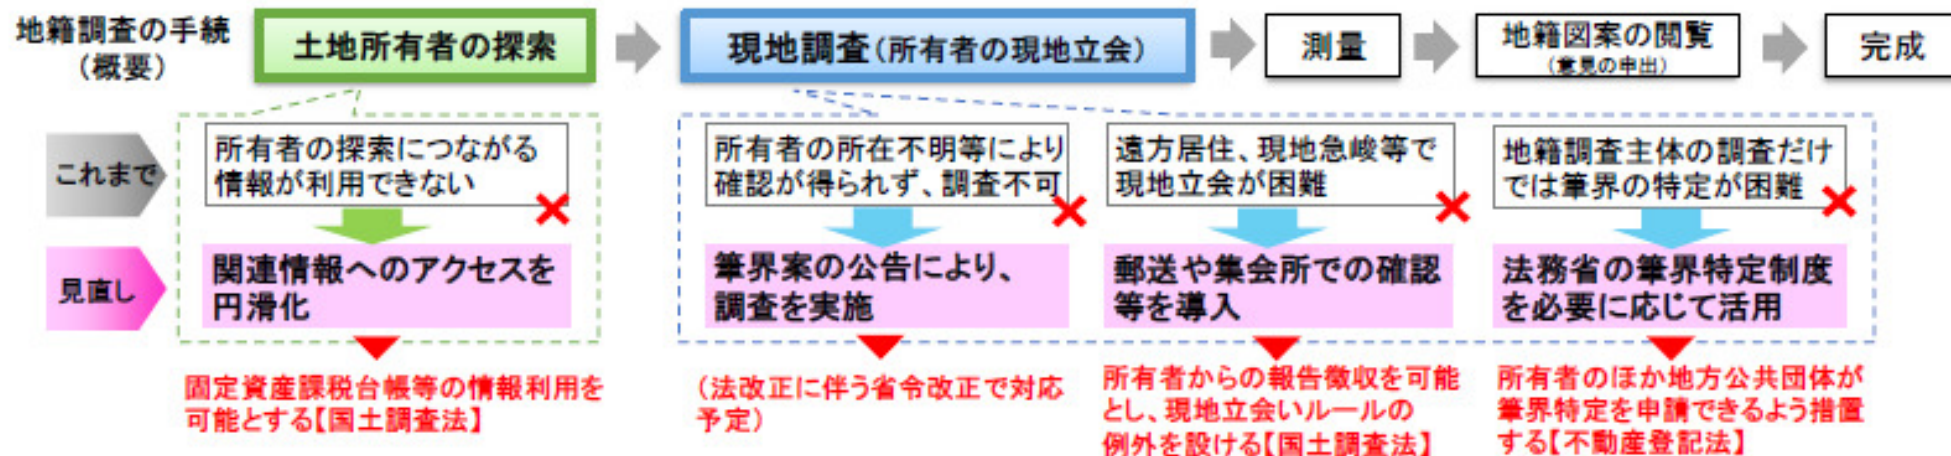 地籍調査の手続
(概要)
土地所有者の探索
現地調査(所有者の現地立会)
測量
地籍図案の閲覧
(意見の申出)
完成
これまで
所有者の探索につながる
情報が利用できない
所有者の所在不明等により
確認が得られず、調査不可
遠方居住、現地急峻等で
現地立会が困難
地籍調査主体の調査だけ
では筆界の特定が困難
見直し
関連情報へのアクセスを
円滑化
筆界案の公告により、
調査を実施
郵送や集会所での確認
等を導入
法務省の筆界特定制度
を必要に応じて活用
固定資産課税台帳等の情報利用を
可能とする【国土調査法】
(法改正に伴う省令改正で対応
予定)
所有者からの報告徴収を可能
とし、現地立会いルールの
例外を設ける【国土調査法】
所有者のほか地方公共団体が
筆界特定を申請できるよう措置
する【不動産登記法】